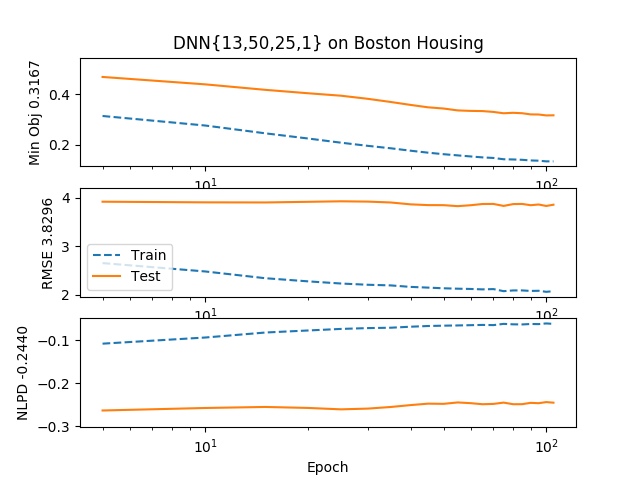 DNN{13,50,25,1} on Boston Housing
Min Obj 0.3167
0.4
0.2
10¹
10²
RMSE 3.8296
4
3
2
Train
Test
10¹
10²
NLPD -0.2440
−0.1
−0.2
−0.3
10¹
10²
Epoch